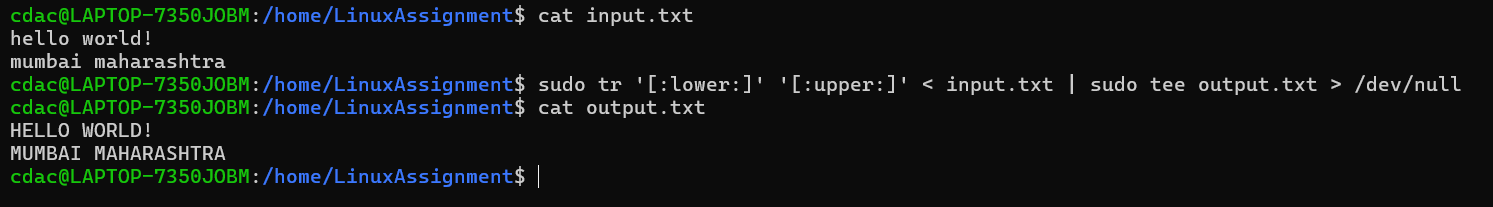 cdac@LAPTOP-7350JOBM:/home/LinuxAssignment$ cat input.txt
hello world!
mumbai maharashtra
cdac@LAPTOP-7350JOBM:/home/LinuxAssignment$ sudo tr '[:lower:]' '[:upper:]' < input.txt | sudo tee output.txt > /dev/null
cdac@LAPTOP-7350JOBM:/home/LinuxAssignment$ cat output.txt
HELLO WORLD!
MUMBAI MAHARASHTRA
cdac@LAPTOP-7350JOBM:/home/LinuxAssignment$